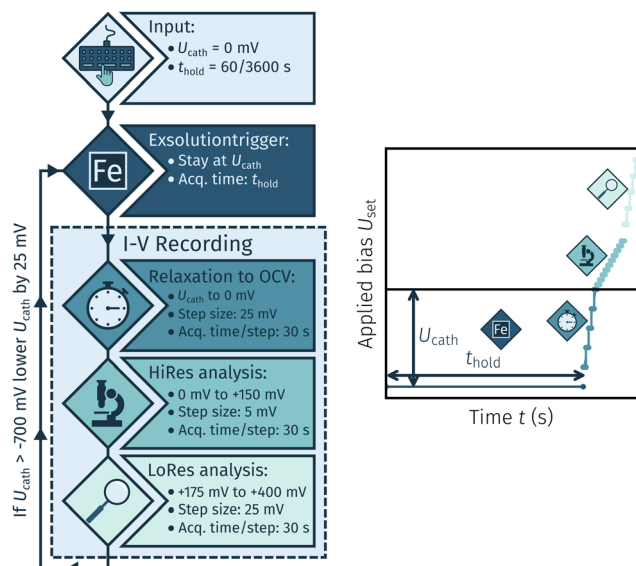 Input:
• U_cath = 0 mV
• t_hold = 60/3600 s
Exsolutiontrigger:
• Stay at U_cath
• Acq. time: t_hold
Fe
I-V Recording
Relaxation to OCV:
• U_cath to 0 mV
• Step size: 25 mV
• Acq. time/step: 30 s
HiRes analysis:
• 0 mV to +150 mV
• Step size: 5 mV
• Acq. time/step: 30 s
LoRes analysis:
• +175 mV to +400 mV
• Step size: 25 mV
• Acq. time/step: 30 s
If U_cath > -700 mV lower U_cath by 25 mV
Applied bias U_set
Fe
U_cath
t_hold
Time t (s)